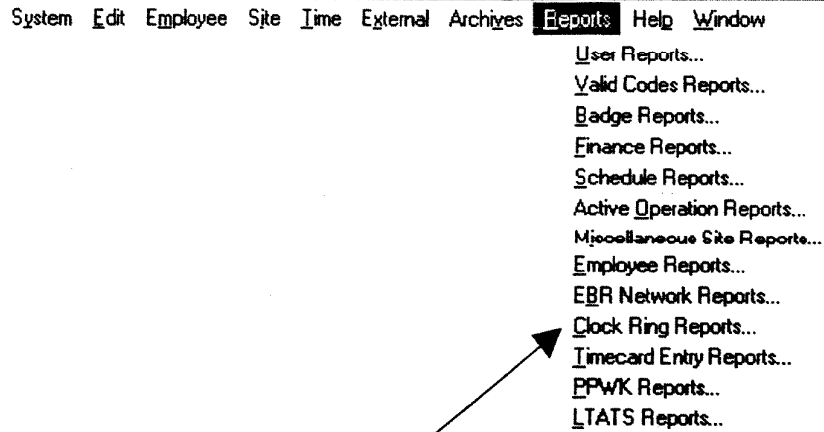 System Edit Employee Site Time External Archives Reports Help Window
User Reports...
Valid Codes Reports...
Badge Reports...
Finance Reports...
Schedule Reports...
Active Operation Reports...
Miscellaneous Site Reports...
Employee Reports...
EBR Network Reports...
Clock Ring Reports...
Timecard Entry Reports...
PPWK Reports...
LTATS Reports...